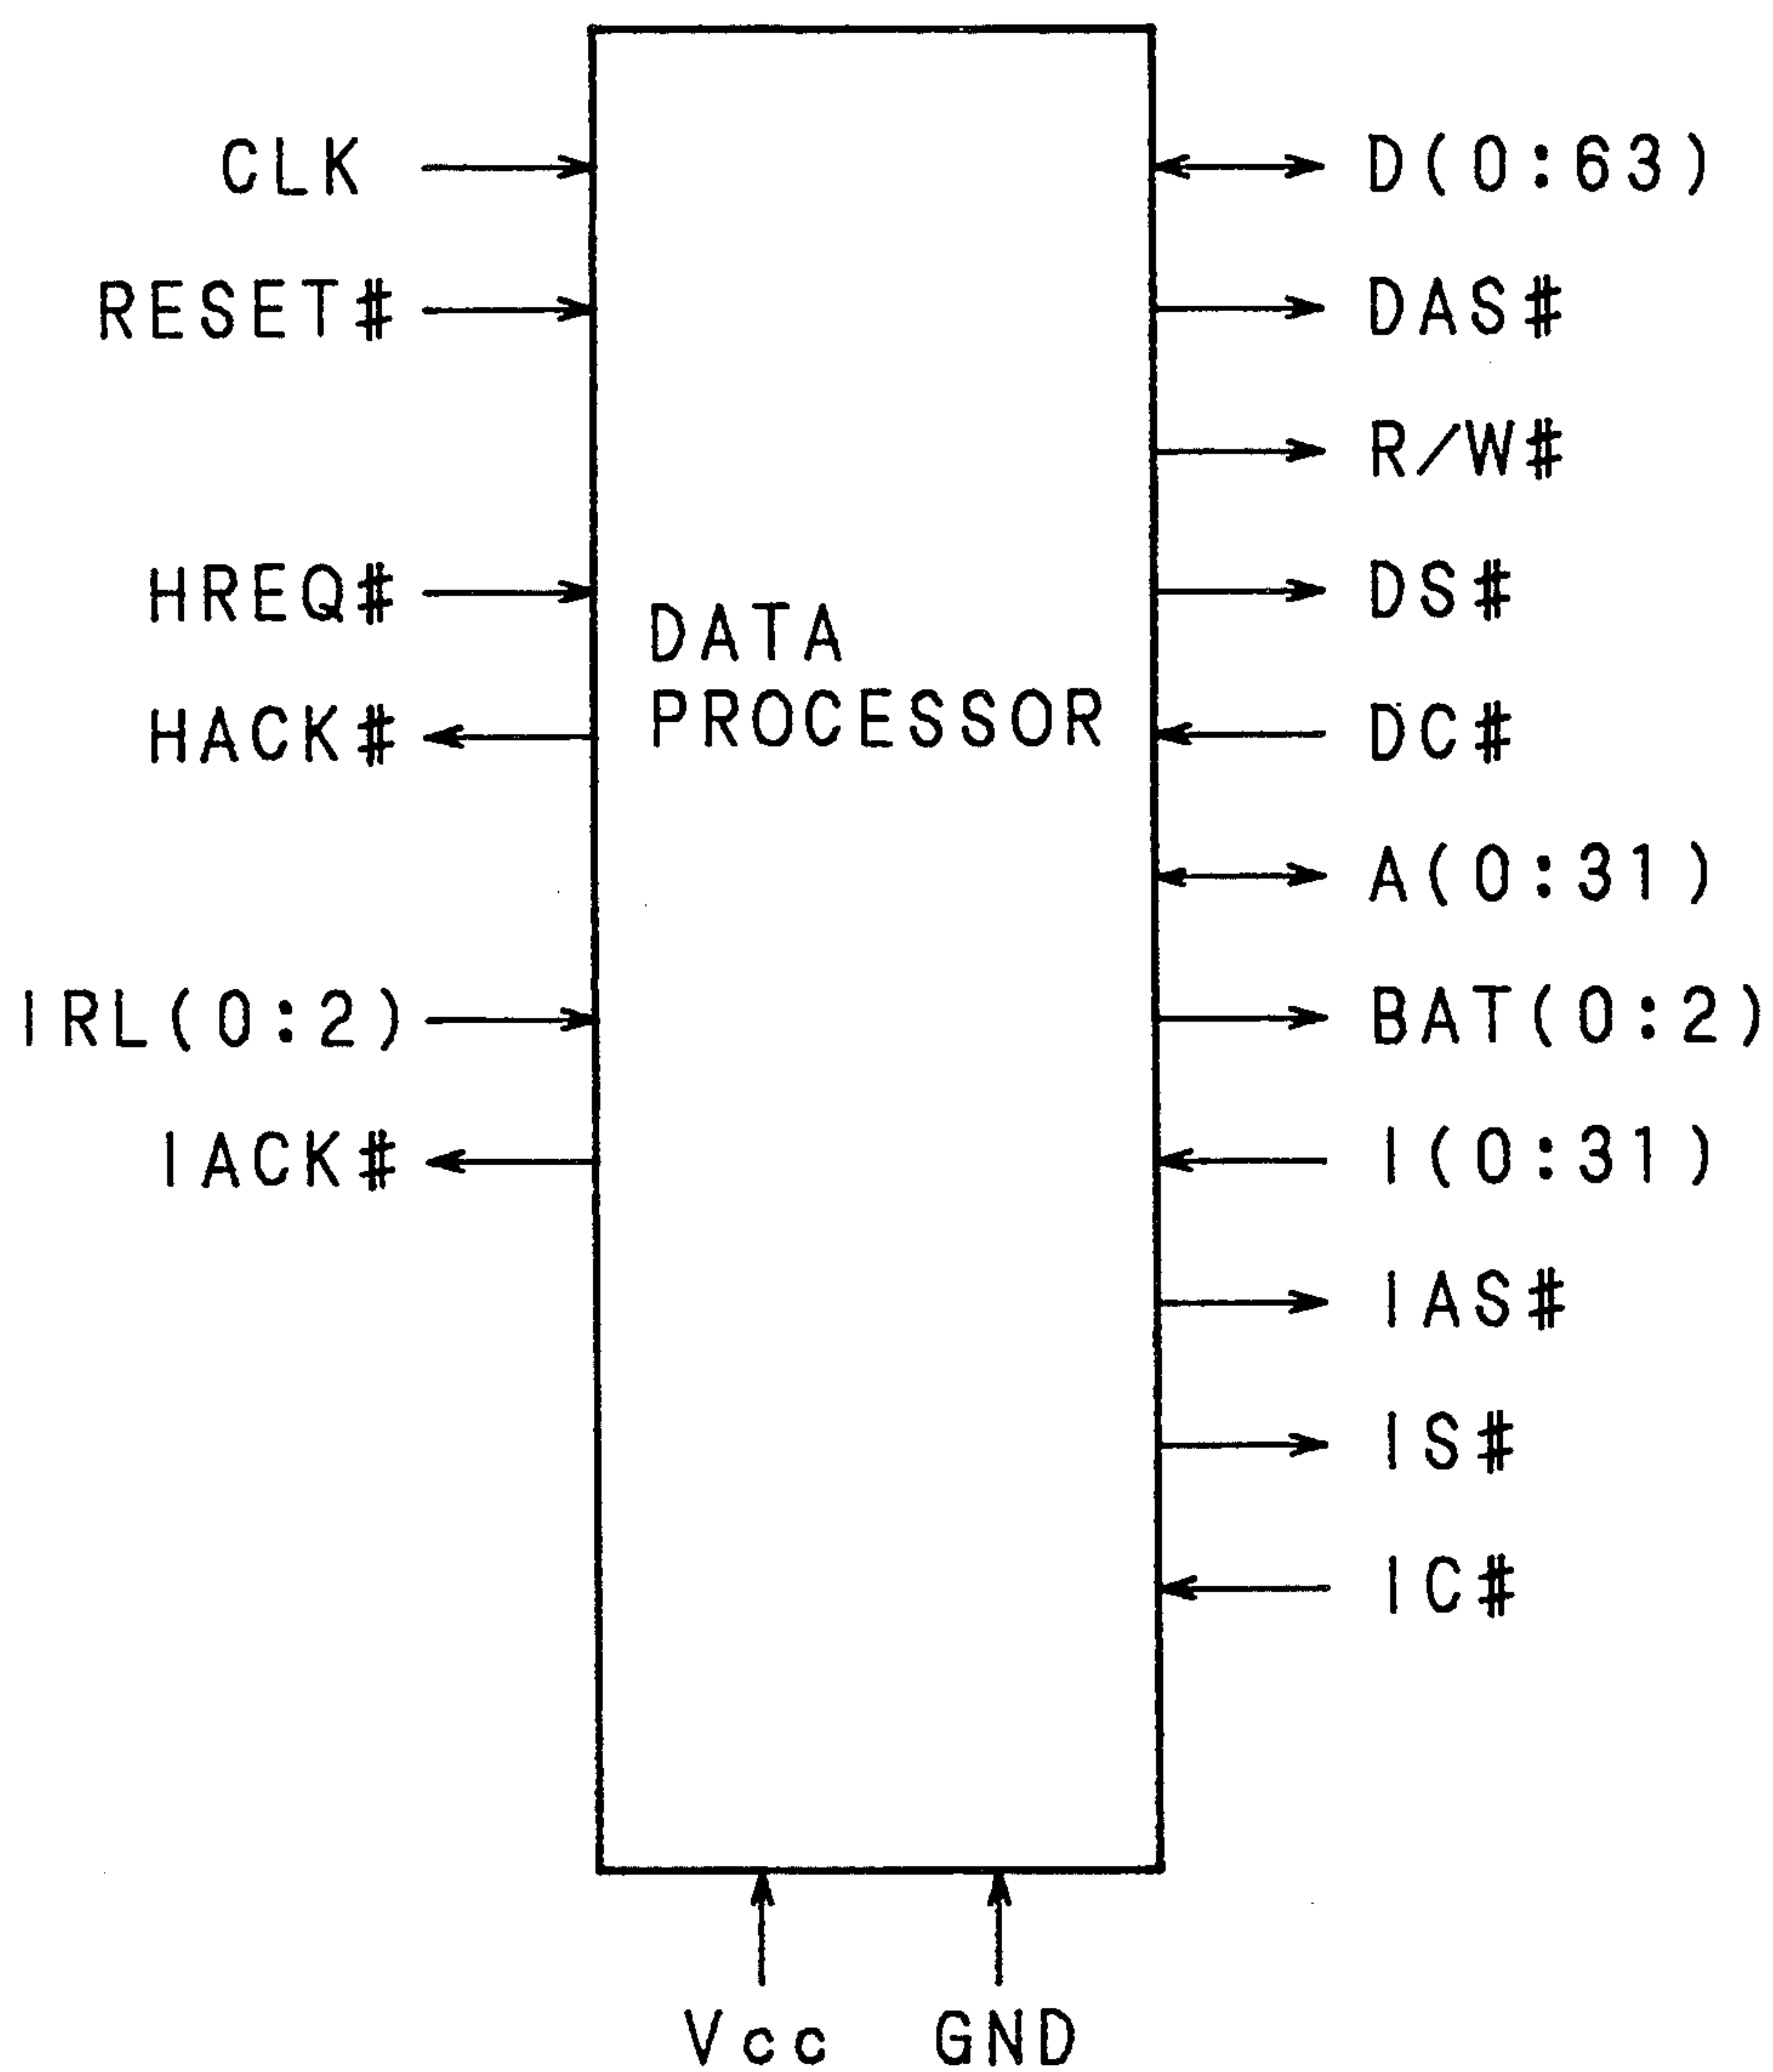 CLK
RESET#
HREQ#
HACK#
IRL(0:2)
IACK#
DATA
PROCESSOR
D(0:63)
DAS#
R/W#
DS#
DC#
A(0:31)
BAT(0:2)
I(0:31)
IAS#
IS#
IC#
Vcc GND